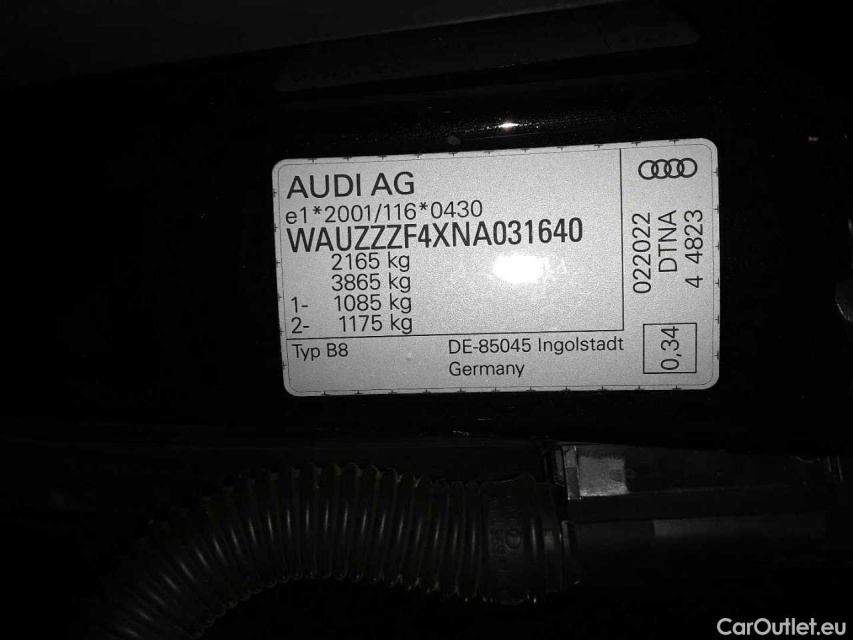 AUDI AG
e1*2001/116*0430
WAUZZZF4XNA031640
2165 kg
3865 kg
1- 1085 kg
2- 1175 kg
Typ B8
DE-85045 Ingolstadt
Germany
022022
DTNA
4 4823
0,34
CarOutlet.eu